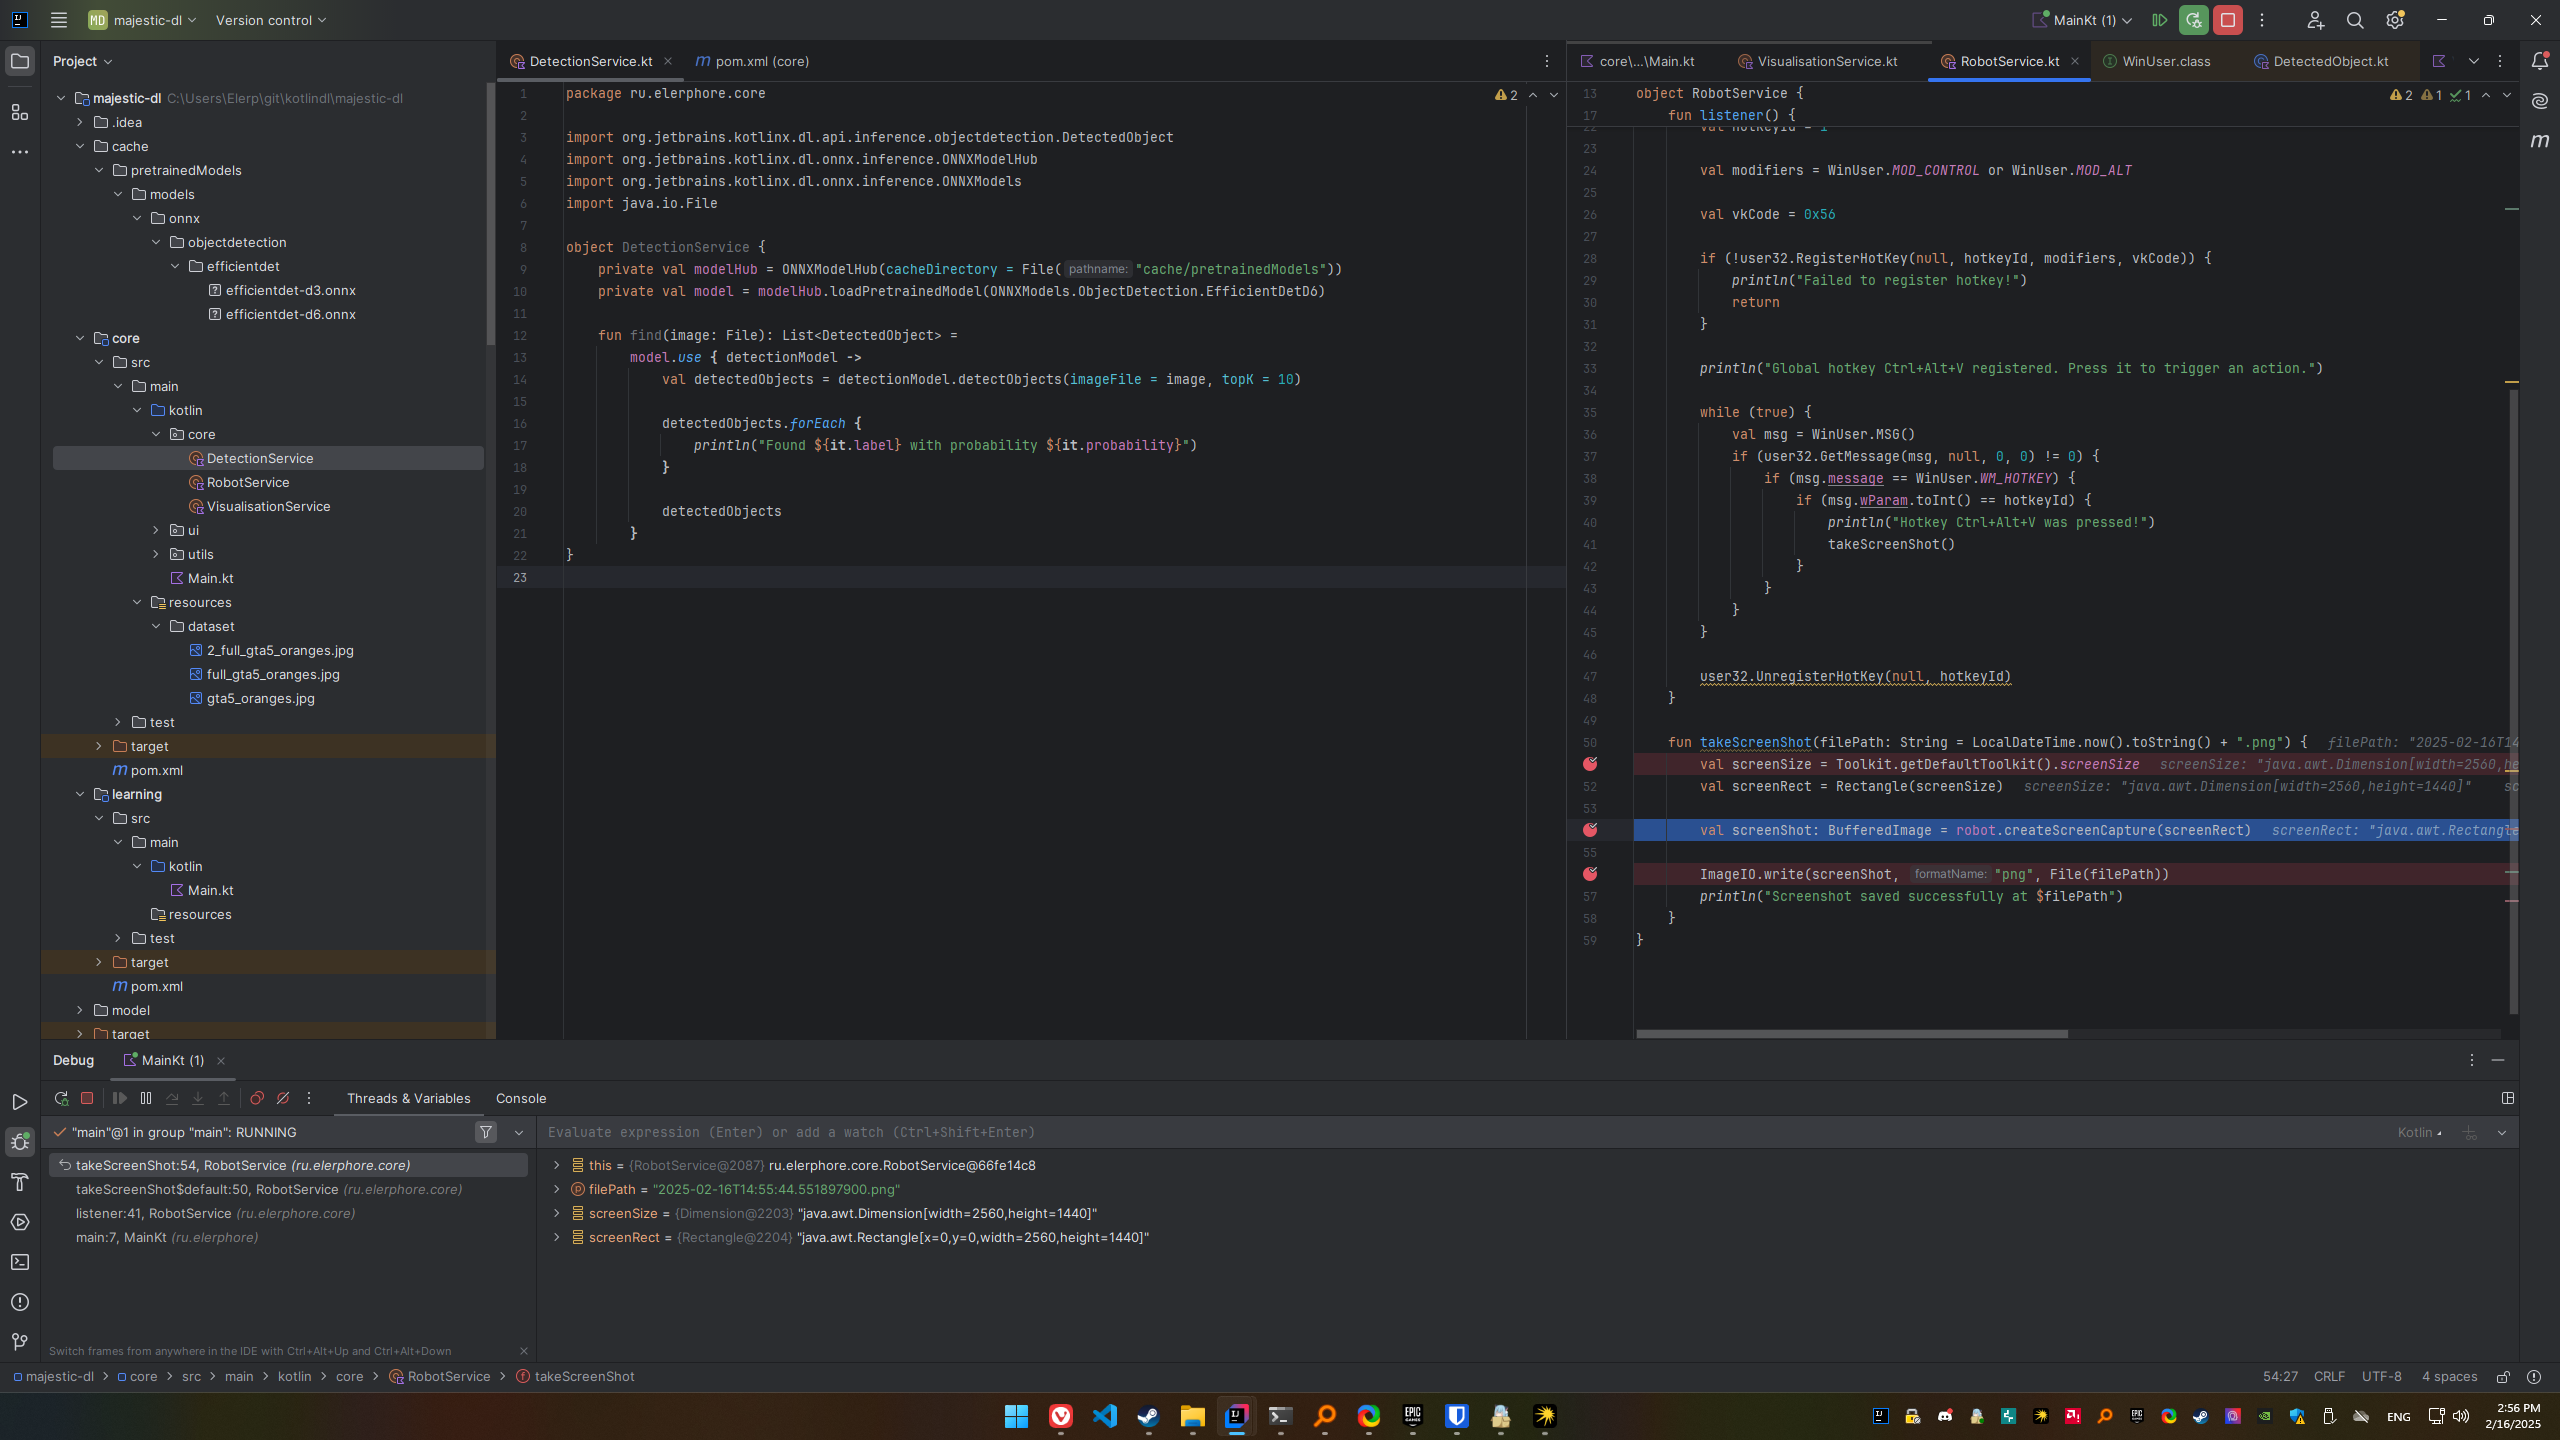 MD majestic-dl Version control MainKt (1)
Project
majestic-dl C:\Users\Elerp\git\kotlindl\majestic-dl
.idea
cache
pretrainedModels
models
onnx
objectdetection
efficientdet
efficientdet-d3.onnx
efficientdet-d6.onnx
core
src
main
kotlin
core
DetectionService
RobotService
VisualisationService
ui
utils
Main.kt
resources
dataset
2_full_gta5_oranges.jpg
full_gta5_oranges.jpg
gta5_oranges.jpg
test
target
pom.xml
learning
src
main
kotlin
Main.kt
resources
test
target
pom.xml
model
target
DetectionService.kt pom.xml (core)
2
1 package ru.elerphore.core
2
3 import org.jetbrains.kotlinx.dl.api.inference.objectdetection.DetectedObject
4 import org.jetbrains.kotlinx.dl.onnx.inference.ONNXModelHub
5 import org.jetbrains.kotlinx.dl.onnx.inference.ONNXModels
6 import java.io.File
7
8 object DetectionService {
9 private val modelHub = ONNXModelHub(cacheDirectory = File( pathname: "cache/pretrainedModels"))
10 private val model = modelHub.loadPretrainedModel(ONNXModels.ObjectDetection.EfficientDetD6)
11
12 fun find(image: File): List<DetectedObject> =
13 model.use { detectionModel ->
14 val detectedObjects = detectionModel.detectObjects(imageFile = image, topK = 10)
15
16 detectedObjects.forEach {
17 println("Found ${it.label} with probability ${it.probability}")
18 }
19
20 detectedObjects
21 }
22 }
23
core\...\Main.kt VisualisationService.kt RobotService.kt WinUser.class DetectedObject.kt
2 1 1
13 object RobotService {
17 fun listener() {
22 val hotkeyId = 1
23
24 val modifiers = WinUser.MOD_CONTROL or WinUser.MOD_ALT
25
26 val vkCode = 0x56
27
28 if (!user32.RegisterHotKey(null, hotkeyId, modifiers, vkCode)) {
29 println("Failed to register hotkey!")
30 return
31 }
32
33 println("Global hotkey Ctrl+Alt+V registered. Press it to trigger an action.")
34
35 while (true) {
36 val msg = WinUser.MSG()
37 if (user32.GetMessage(msg, null, 0, 0) != 0) {
38 if (msg.message == WinUser.WM_HOTKEY) {
39 if (msg.wParam.toInt() == hotkeyId) {
40 println("Hotkey Ctrl+Alt+V was pressed!")
41 takeScreenShot()
42 }
43 }
44 }
45 }
46
47 user32.UnregisterHotKey(null, hotkeyId)
48 }
49
50 fun takeScreenShot(filePath: String = LocalDateTime.now().toString() + ".png") { filePath: "2025-02-16T14
val screenSize = Toolkit.getDefaultToolkit().screenSize screenSize: "java.awt.Dimension[width=2560,he
52 val screenRect = Rectangle(screenSize) screenSize: "java.awt.Dimension[width=2560,height=1440]" sc
53
val screenShot: BufferedImage = robot.createScreenCapture(screenRect) screenRect: "java.awt.Rectangle
55
ImageIO.write(screenShot, formatName: "png", File(filePath))
57 println("Screenshot saved successfully at $filePath")
58 }
59 }
Debug MainKt (1)
Threads & Variables Console
"main"@1 in group "main": RUNNING
takeScreenShot:54, RobotService (ru.elerphore.core)
takeScreenShot$default:50, RobotService (ru.elerphore.core)
listener:41, RobotService (ru.elerphore.core)
main:7, MainKt (ru.elerphore)
Switch frames from anywhere in the IDE with Ctrl+Alt+Up and Ctrl+Alt+Down
Evaluate expression (Enter) or add a watch (Ctrl+Shift+Enter) Kotlin
this = {RobotService@2087} ru.elerphore.core.RobotService@66fe14c8
filePath = "2025-02-16T14:55:44.551897900.png"
screenSize = {Dimension@2203} "java.awt.Dimension[width=2560,height=1440]"
screenRect = {Rectangle@2204} "java.awt.Rectangle[x=0,y=0,width=2560,height=1440]"
majestic-dl core src main kotlin core RobotService takeScreenShot
54:27 CRLF UTF-8 4 spaces
ENG
2:56 PM
2/16/2025